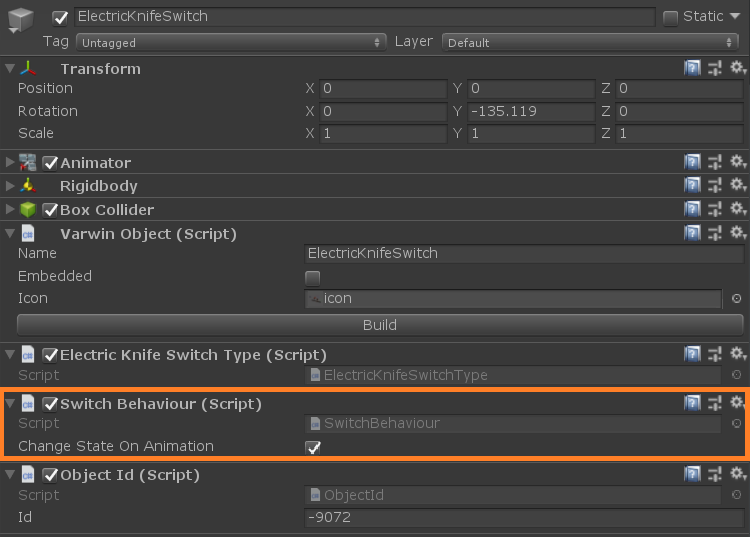 ElectricKnifeSwitch Static
Tag Untagged Layer Default
Transform
Position X 0 Y 0 Z 0
Rotation X 0 Y -135.119 Z 0
Scale X 1 Y 1 Z 1
Animator
Rigidbody
Box Collider
Varwin Object (Script)
Name ElectricKnifeSwitch
Embedded
Icon icon
Build
Electric Knife Switch Type (Script)
Script ElectricKnifeSwitchType
Switch Behaviour (Script)
Script SwitchBehaviour
Change State On Animation
Object Id (Script)
Script ObjectId
Id -9072